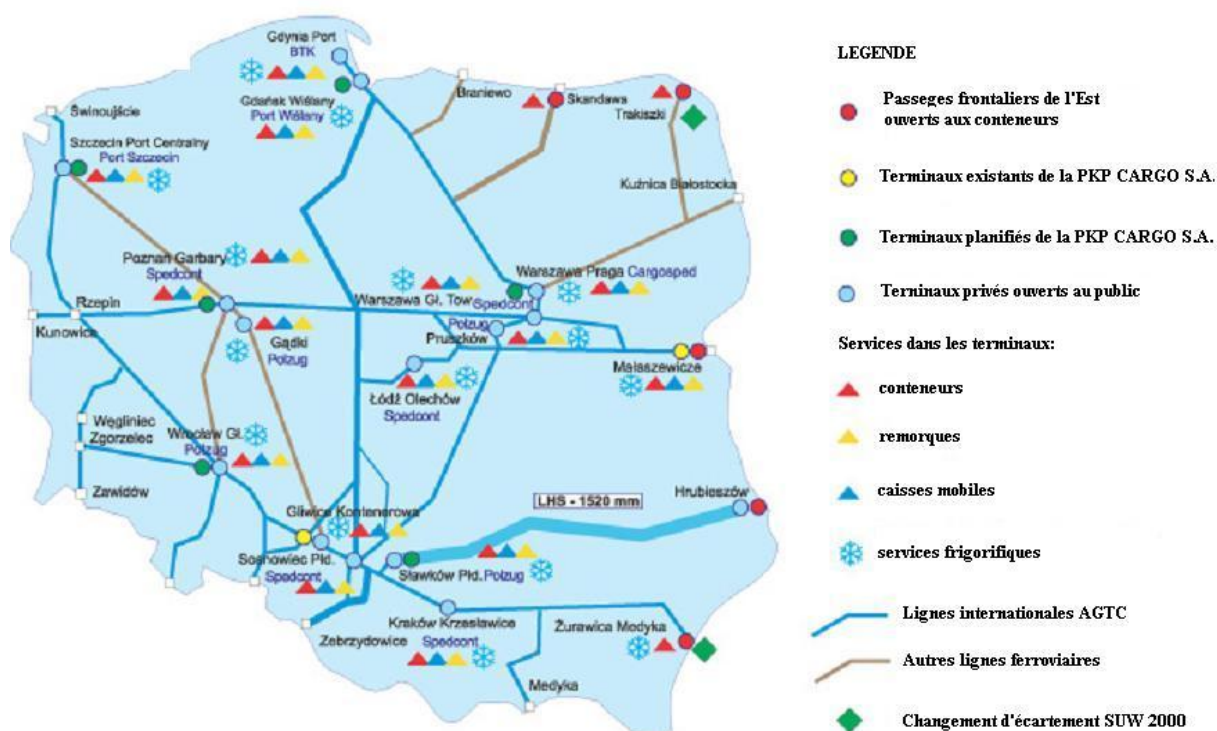 Gdynia Port
BTK
Gdańsk Wiślany
Port Wiślany
Braniewo
Skandawa
Trakiszki
Świnoujście
Szczecin Port Centralny
Port Szczecin
Kuźnica Białostocka
Poznań Garbary
Spedcont
Warszawa Praga Cargosped
Warszawa Gł. Tow.
Spedcont
Rzepin
Kunowice
Polzug
Pruszków
Gądki
Polzug
Małaszewicze
Łódź Olechów
Spedcont
Węgliniec
Zgorzelec
Wrocław Gł.
Polzug
Zawidów
LHS - 1520 mm
Hrubieszów
Gliwice Kontenerowa
Sosnowiec Płd.
Spedcont
Sławków Płd. Polzug
Kraków Krzesławice
Spedcont
Zebrzydowice
Żurawica Medyka
Medyka
LEGENDE
Passeges frontaliers de l'Est
ouverts aux conteneurs
Terminaux existants de la PKP CARGO S.A.
Terminaux planifiés de la PKP CARGO S.A.
Terninaux privés ouverts au public
Services dans les terminaux:
conteneurs
remorques
caisses mobiles
services frigorifiques
Lignes internationales AGTC
Autres lignes ferroviaires
Changement d'écartement SUW 2000